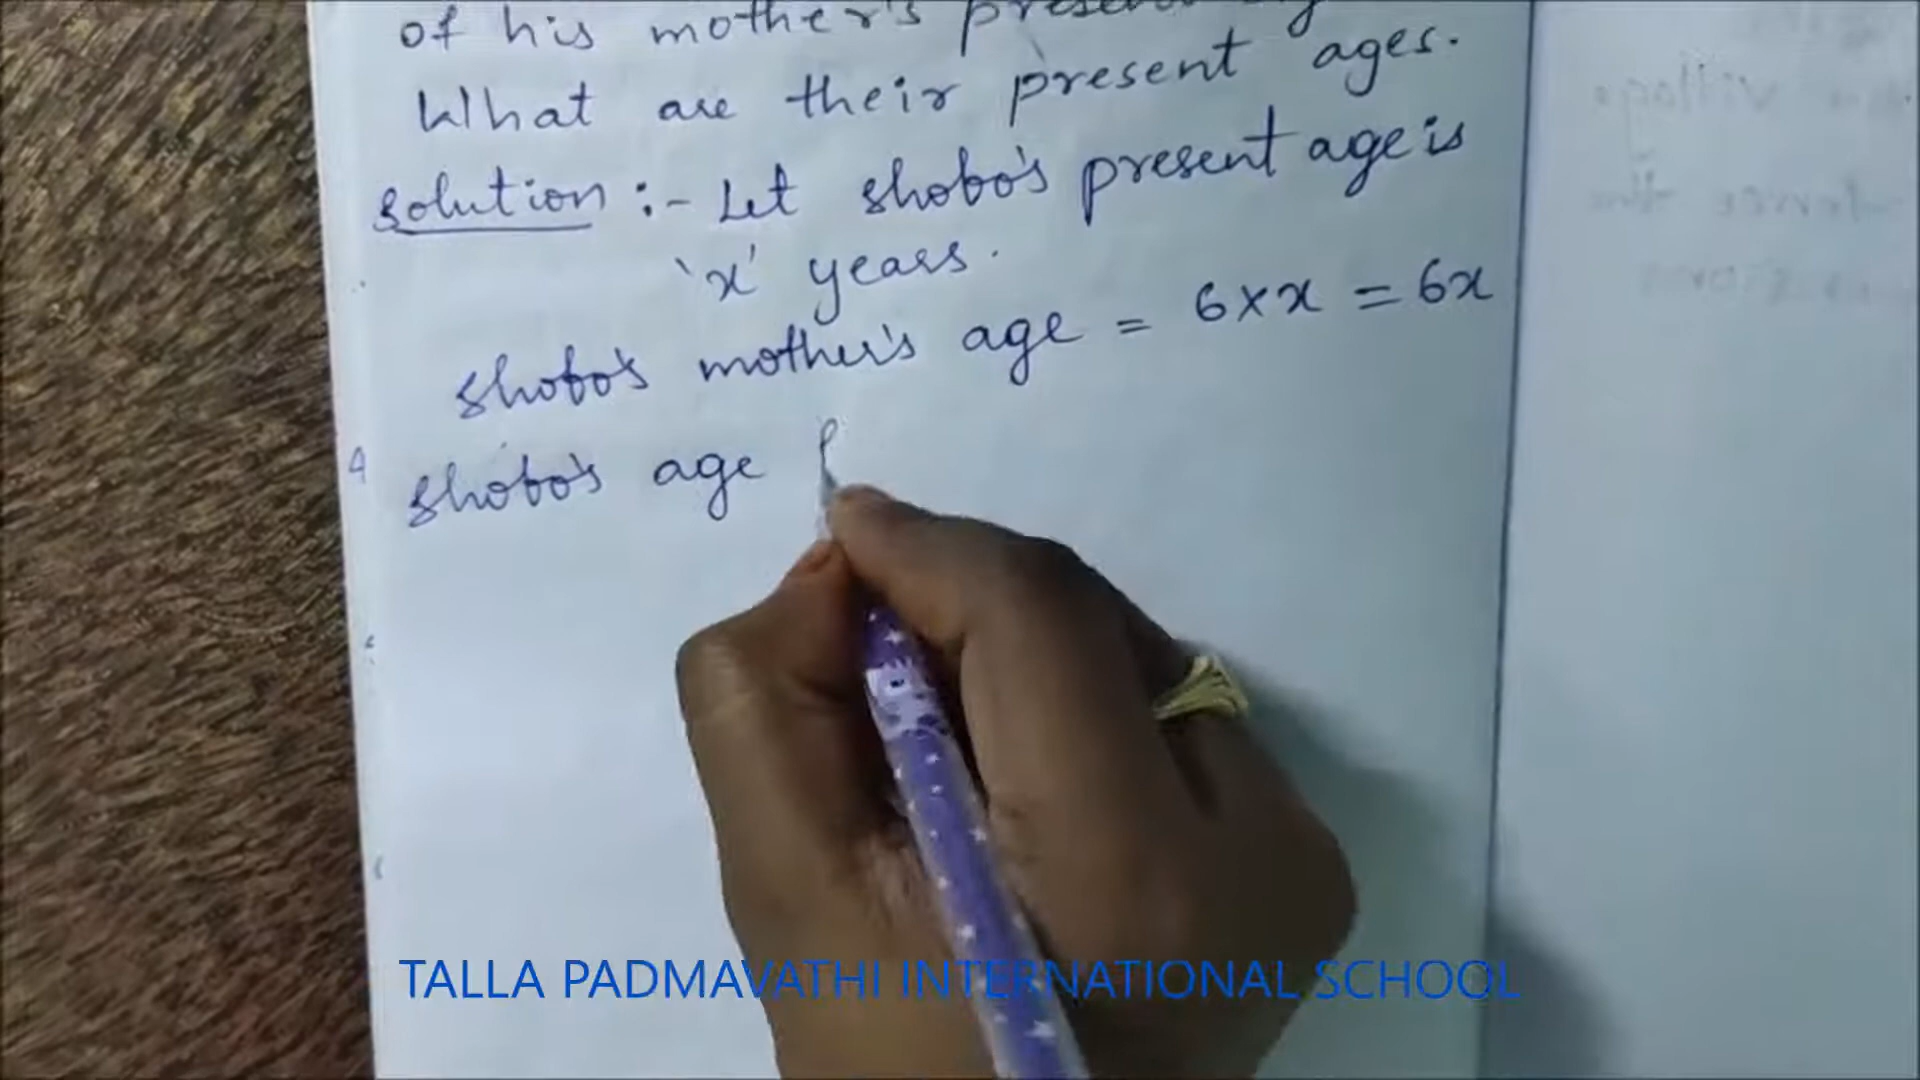 of his mother's present
What are their present ages.
Solution :- Let shobo's present age is
'x' years.
shobo's mother's age = 6×x = 6x
shobo's age
TALLA PADMAVATHI INTERNATIONAL SCHOOL